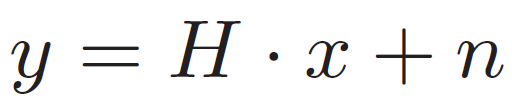 y = H · x + n